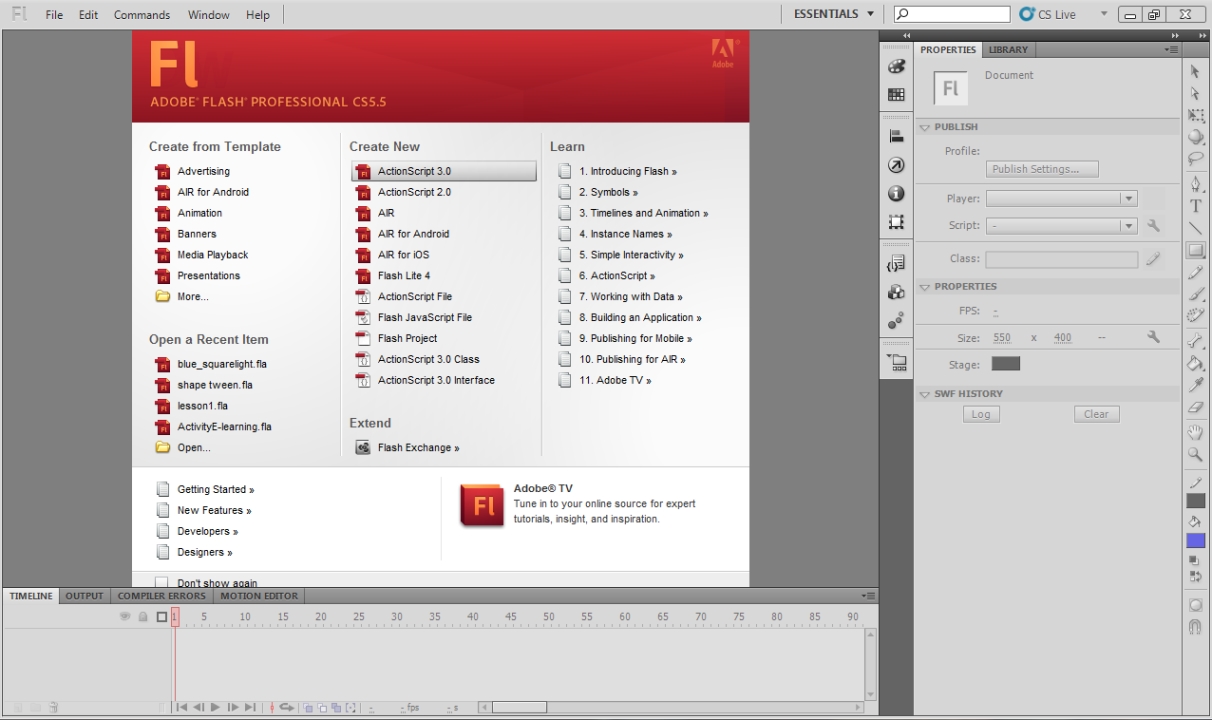 Fl File Edit Commands Window Help ESSENTIALS CS Live
Fl
Adobe
ADOBE® FLASH® PROFESSIONAL CS5.5
Create from Template
Advertising
AIR for Android
Animation
Banners
Media Playback
Presentations
More...
Open a Recent Item
blue_squarelight.fla
shape tween.fla
lesson1.fla
ActivityE-learning.fla
Open...
Create New
ActionScript 3.0
ActionScript 2.0
AIR
AIR for Android
AIR for iOS
Flash Lite 4
ActionScript File
Flash JavaScript File
Flash Project
ActionScript 3.0 Class
ActionScript 3.0 Interface
Extend
Flash Exchange »
Learn
1. Introducing Flash »
2. Symbols »
3. Timelines and Animation »
4. Instance Names »
5. Simple Interactivity »
6. ActionScript »
7. Working with Data »
8. Building an Application »
9. Publishing for Mobile »
10. Publishing for AIR »
11. Adobe TV »
Getting Started »
New Features »
Developers »
Designers »
Fl
Adobe® TV
Tune in to your online source for expert
tutorials, insight, and inspiration.
Don't show again
PROPERTIES LIBRARY
Fl
Document
PUBLISH
Profile:
Publish Settings...
Player:
Script: -
Class:
PROPERTIES
FPS: -
Size: 550 x 400 --
Stage:
SWF HISTORY
Log Clear
TIMELINE OUTPUT COMPILER ERRORS MOTION EDITOR
1 5 10 15 20 25 30 35 40 45 50 55 60 65 70 75 80 85 90
- - fps - s